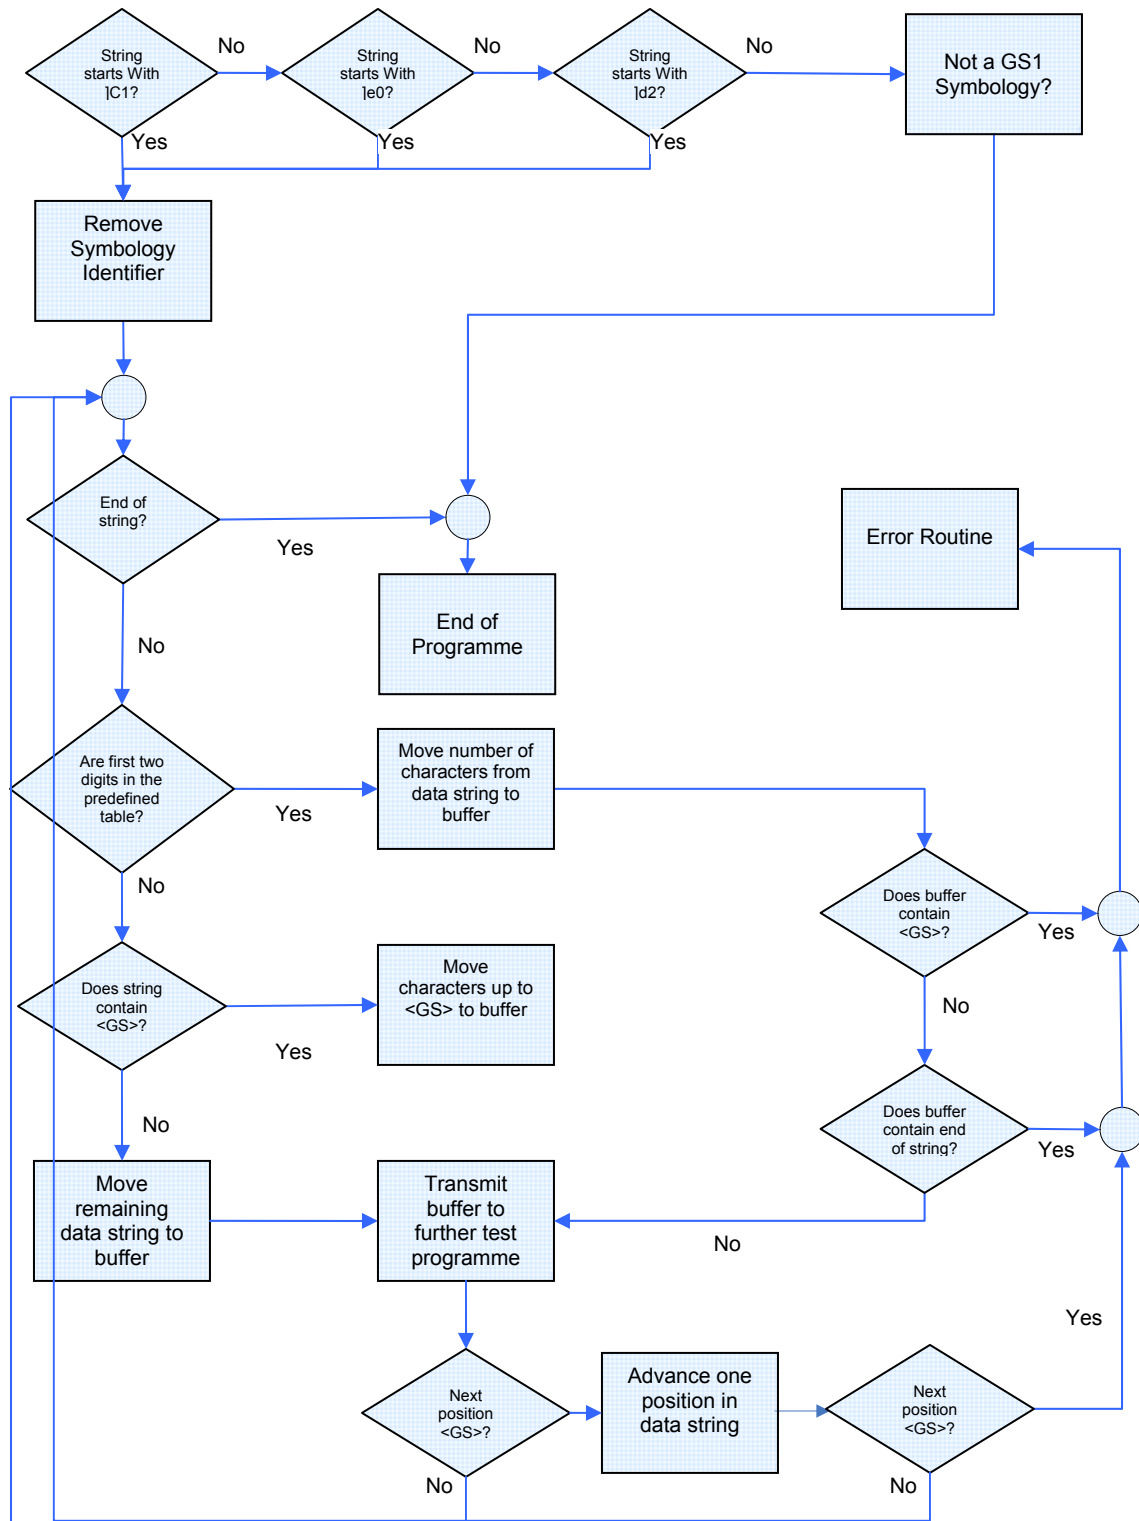 String
starts With
]C1?
No
String
starts With
]e0?
No
String
starts With
]d2?
No
Not a GS1
Symbology?
Yes
Yes
Yes
Remove
Symbology
Identifier
End of
string?
Yes
No
End of
Programme
Error Routine
Are first two
digits in the
predefined
table?
Yes
No
Move number of
characters from
data string to
buffer
Does buffer
contain
<GS>?
Yes
No
Does string
contain
<GS>?
Yes
No
Move
characters up to
<GS> to buffer
Does buffer
contain end
of string?
Yes
No
Move
remaining
data string to
buffer
Transmit
buffer to
further test
programme
Next
position
<GS>?
No
Advance one
position in
data string
Next
position
<GS>?
Yes
No